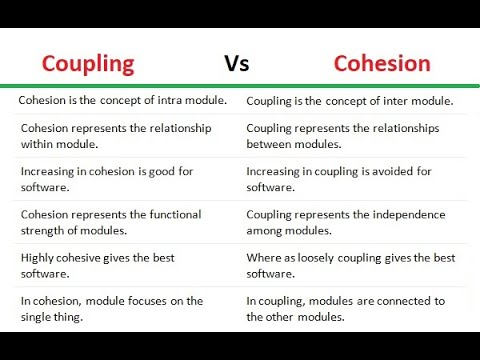 Coupling Vs Cohesion
Cohesion is the concept of intra module.
Coupling is the concept of inter module.
Cohesion represents the relationship
within module.
Coupling represents the relationships
between modules.
Increasing in cohesion is good for
software.
Increasing in coupling is avoided for
software.
Cohesion represents the functional
strength of modules.
Coupling represents the independence
among modules.
Highly cohesive gives the best
software.
Where as loosely coupling gives the best
software.
In cohesion, module focuses on the
single thing.
In coupling, modules are connected to
the other modules.